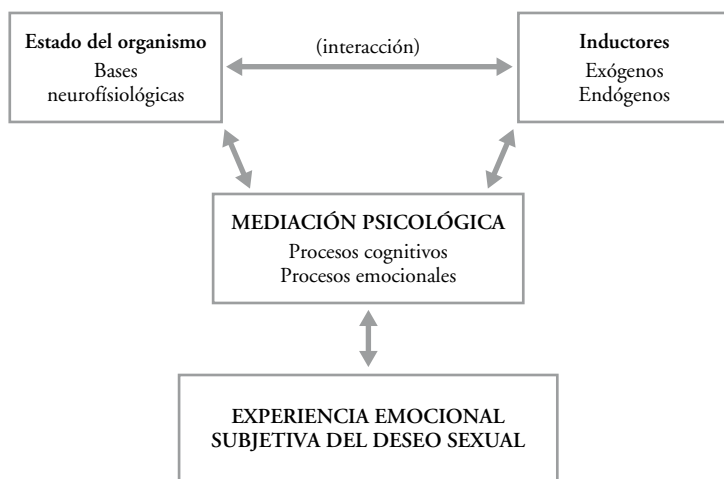 Estado del organismo
Bases
neurofísiológicas
(interacción)
Inductores
Exógenos
Endógenos
MEDIACIÓN PSICOLÓGICA
Procesos cognitivos
Procesos emocionales
EXPERIENCIA EMOCIONAL
SUBJETIVA DEL DESEO SEXUAL